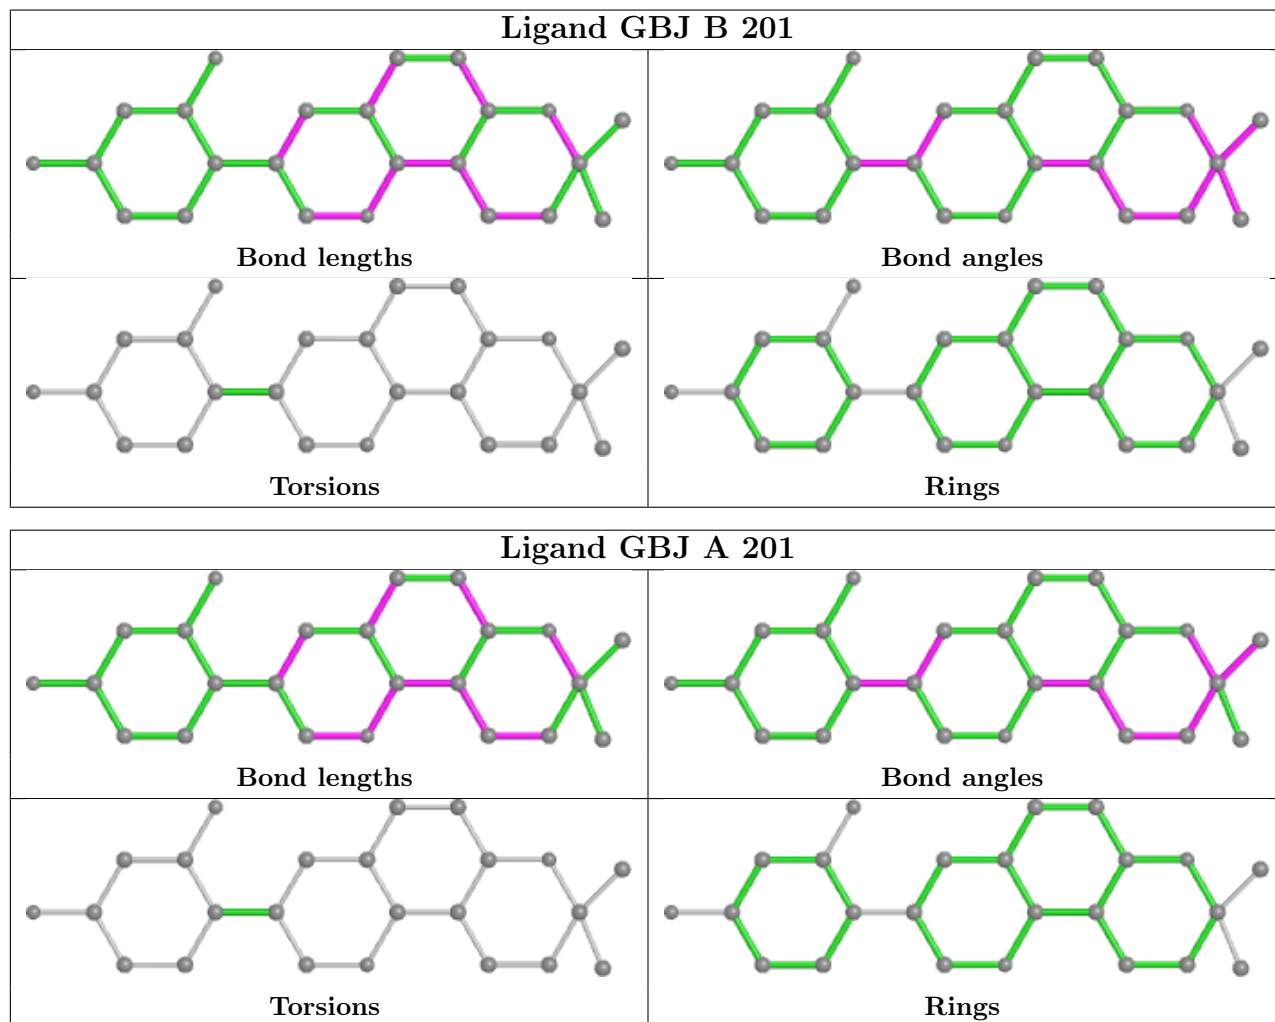 Ligand GBJ B 201
Bond lengths
Bond angles
Torsions
Rings
Ligand GBJ A 201
Bond lengths
Bond angles
Torsions
Rings